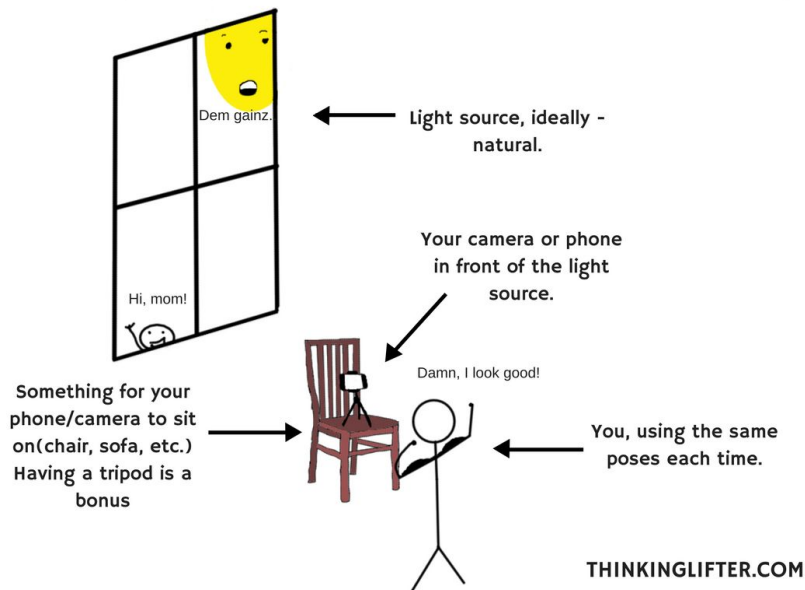 Dem gainz.
Light source, ideally -
natural.
Your camera or phone
in front of the light
source.
Hi, mom!
Damn, I look good!
Something for your
phone/camera to sit
on(chair, sofa, etc.)
Having a tripod is a
bonus
You, using the same
poses each time.
THINKINGLIFTER.COM